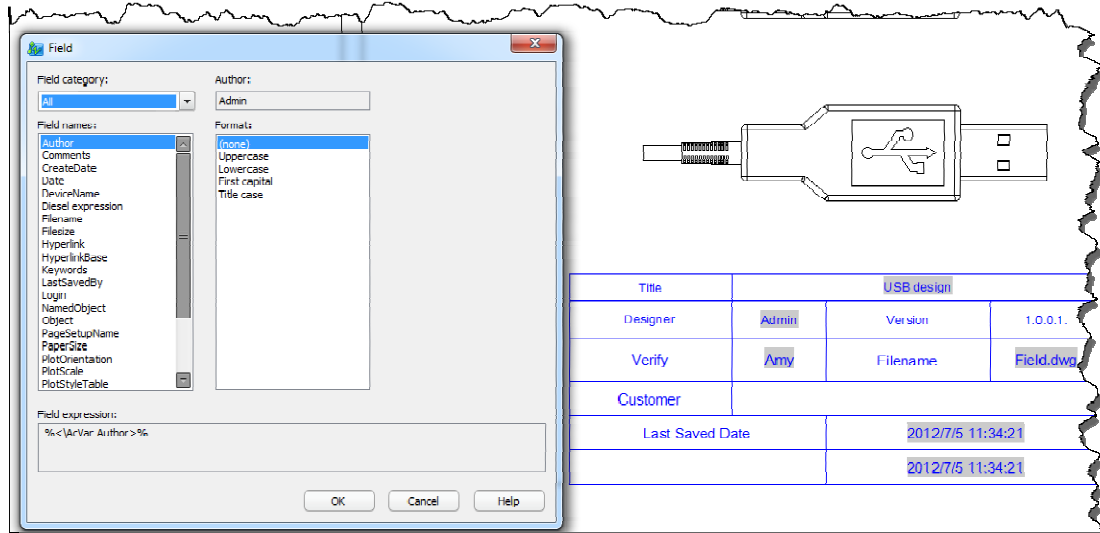 Field
Field category:
All
Author:
Admin
Field names:
Author
Comments
CreateDate
Date
DeviceName
Diesel expression
Filename
Filesize
Hyperlink
HyperlinkBase
Keywords
LastSavedBy
Login
NamedObject
Object
PageSetupName
PaperSize
PlotOrientation
PlotScale
PlotStyleTable
Format:
(none)
Uppercase
Lowercase
First capital
Title case
Field expression:
%<\AcVar Author>%
OK Cancel Help
Title USB design
Designer Admin Version 1.0.0.1.
Verify Amy Filename Field.dwg
Customer
Last Saved Date 2012/7/5 11:34:21
2012/7/5 11:34:21